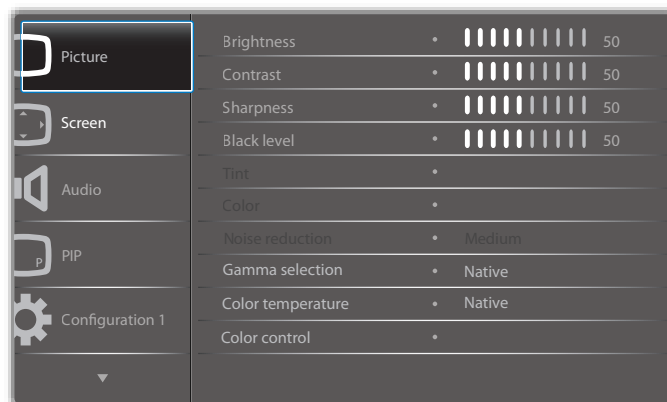 Picture
Screen
Audio
P
PIP
Configuration 1
Brightness • 50
Contrast • 50
Sharpness • 50
Black level • 50
Tint •
Color •
Noise reduction • Medium
Gamma selection • Native
Color temperature • Native
Color control •